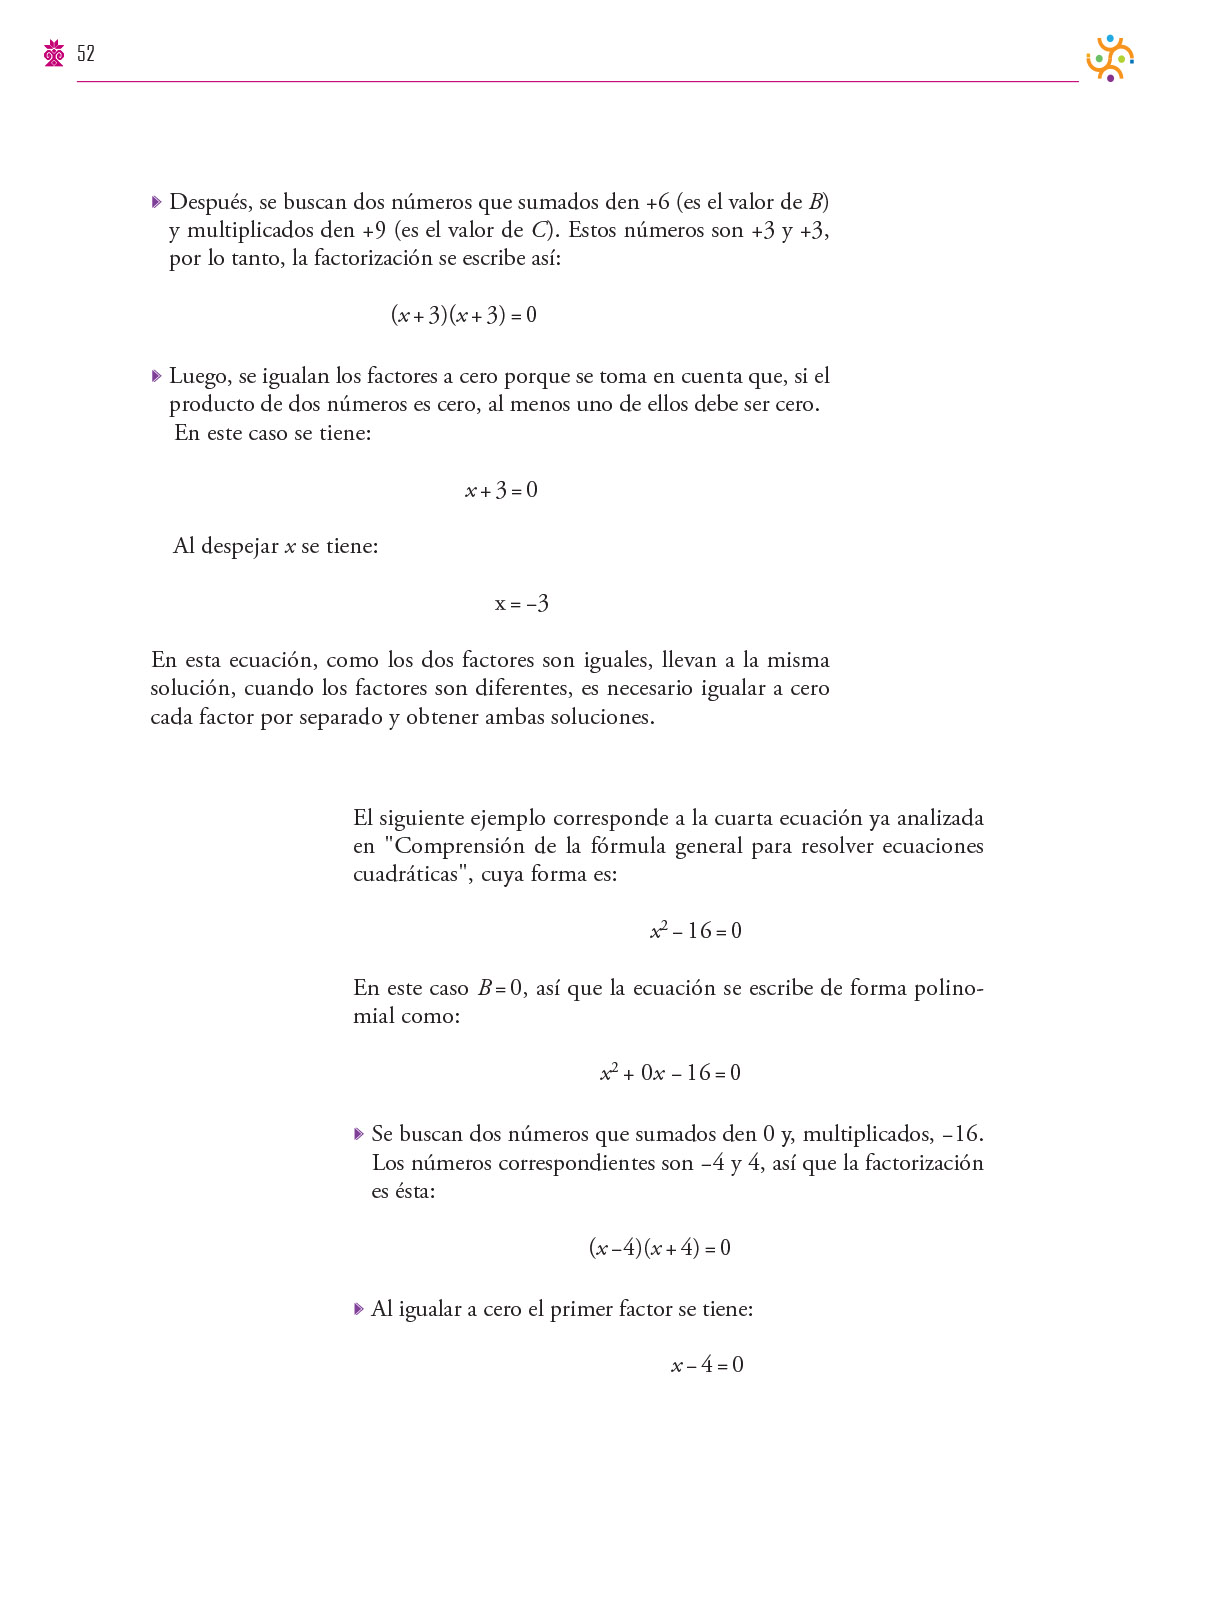 52
Después, se buscan dos números que sumados den +6 (es el valor de B)
y multiplicados den +9 (es el valor de C). Estos números son +3 y +3,
por lo tanto, la factorización se escribe así:
(x + 3)(x + 3) = 0
Luego, se igualan los factores a cero porque se toma en cuenta que, si el
producto de dos números es cero, al menos uno de ellos debe ser cero.
En este caso se tiene:
x + 3 = 0
Al despejar x se tiene:
x = –3
En esta ecuación, como los dos factores son iguales, llevan a la misma
solución, cuando los factores son diferentes, es necesario igualar a cero
cada factor por separado y obtener ambas soluciones.
El siguiente ejemplo corresponde a la cuarta ecuación ya analizada
en "Comprensión de la fórmula general para resolver ecuaciones
cuadráticas", cuya forma es:
x² – 16 = 0
En este caso B = 0, así que la ecuación se escribe de forma polino-
mial como:
x² + 0x – 16 = 0
Se buscan dos números que sumados den 0 y, multiplicados, –16.
Los números correspondientes son –4 y 4, así que la factorización
es ésta:
(x –4)(x + 4) = 0
Al igualar a cero el primer factor se tiene:
x – 4 = 0